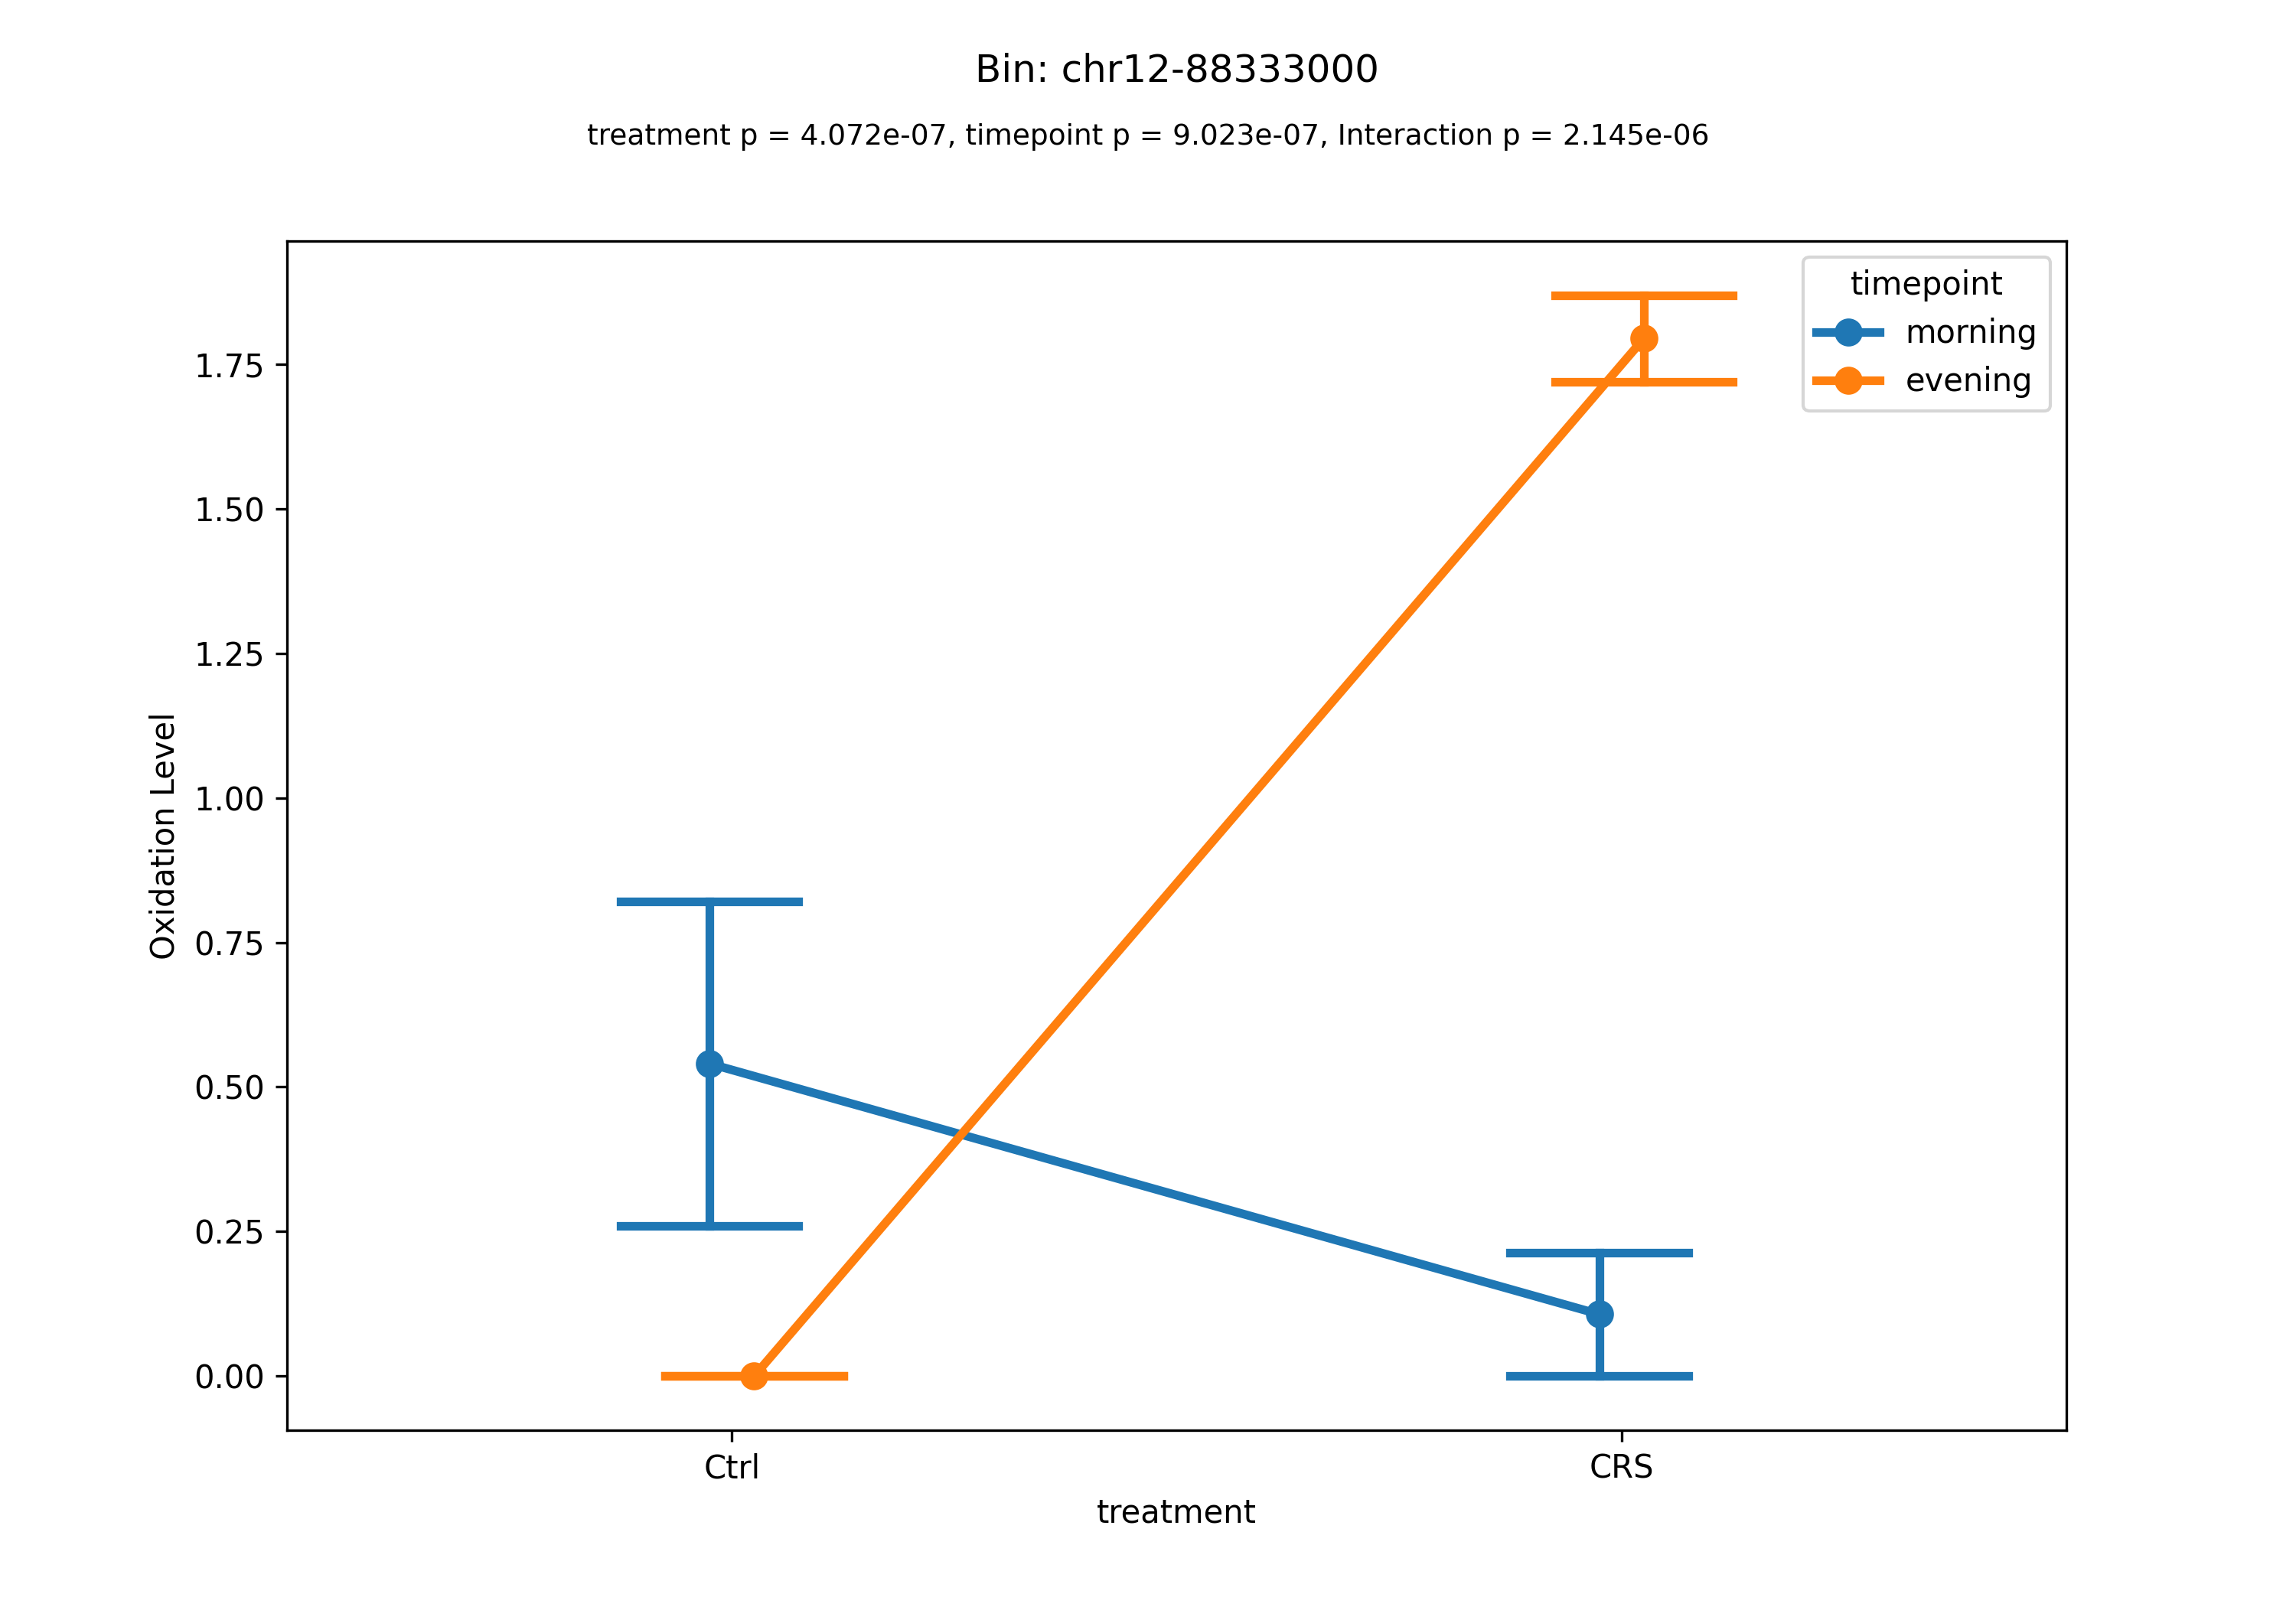 Bin: chr12-88333000
treatment p = 4.072e-07, timepoint p = 9.023e-07, Interaction p = 2.145e-06
timepoint
morning
evening
1.75
1.50
1.25
1.00
0.75
0.50
0.25
0.00
Oxidation Level
Ctrl
CRS
treatment